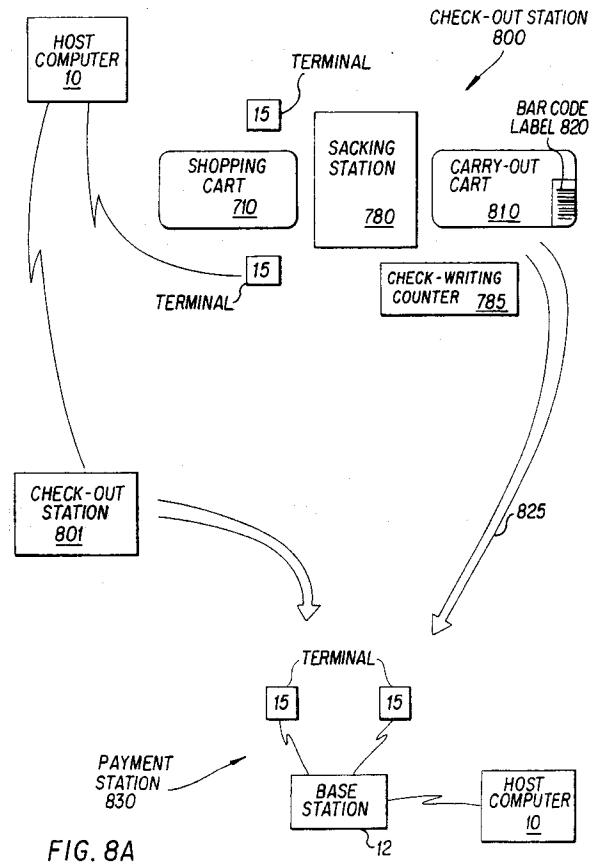 HOST
COMPUTER
10
CHECK-OUT STATION
800
TERMINAL
15
BAR CODE
LABEL 820
SHOPPING
CART
710
SACKING
STATION
780
CARRY-OUT
CART
810
15
TERMINAL
CHECK-WRITING
COUNTER 785
CHECK-OUT
STATION
801
825
TERMINAL
15
15
PAYMENT
STATION
830
BASE
STATION
12
HOST
COMPUTER
10
FIG. 8A